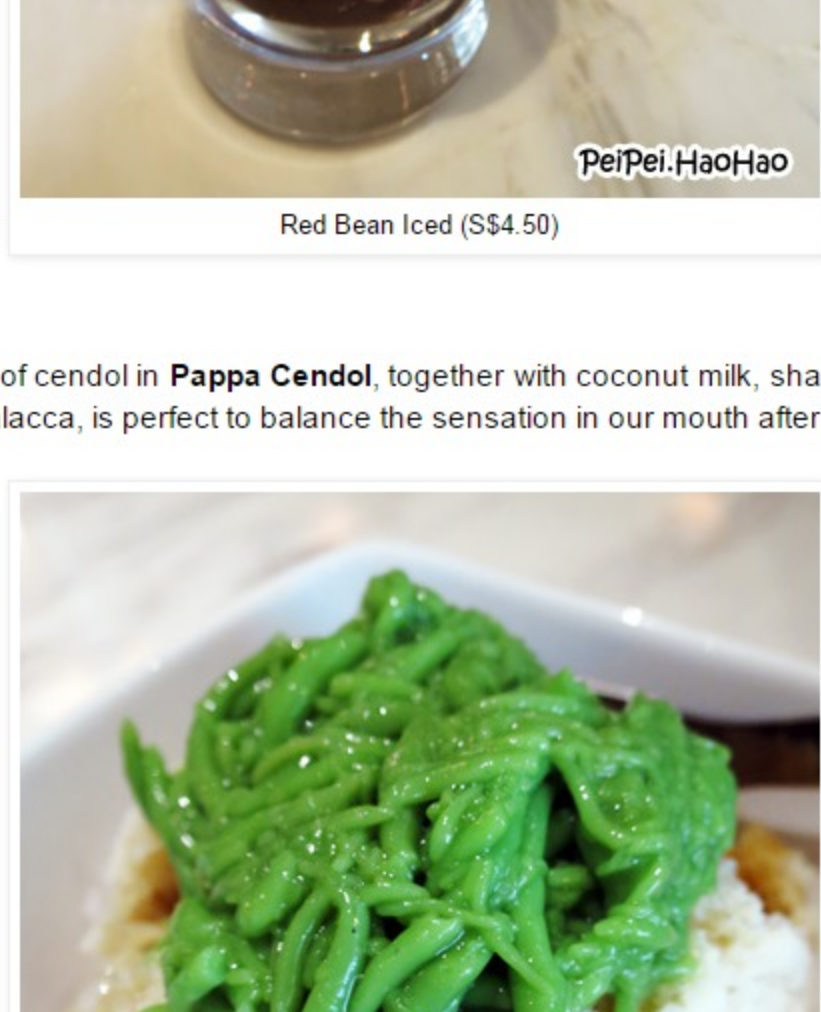 PeiPei.HaoHao
Red Bean Iced (S$4.50)
of cendol in Pappa Cendol, together with coconut milk, sha
lacca, is perfect to balance the sensation in our mouth after